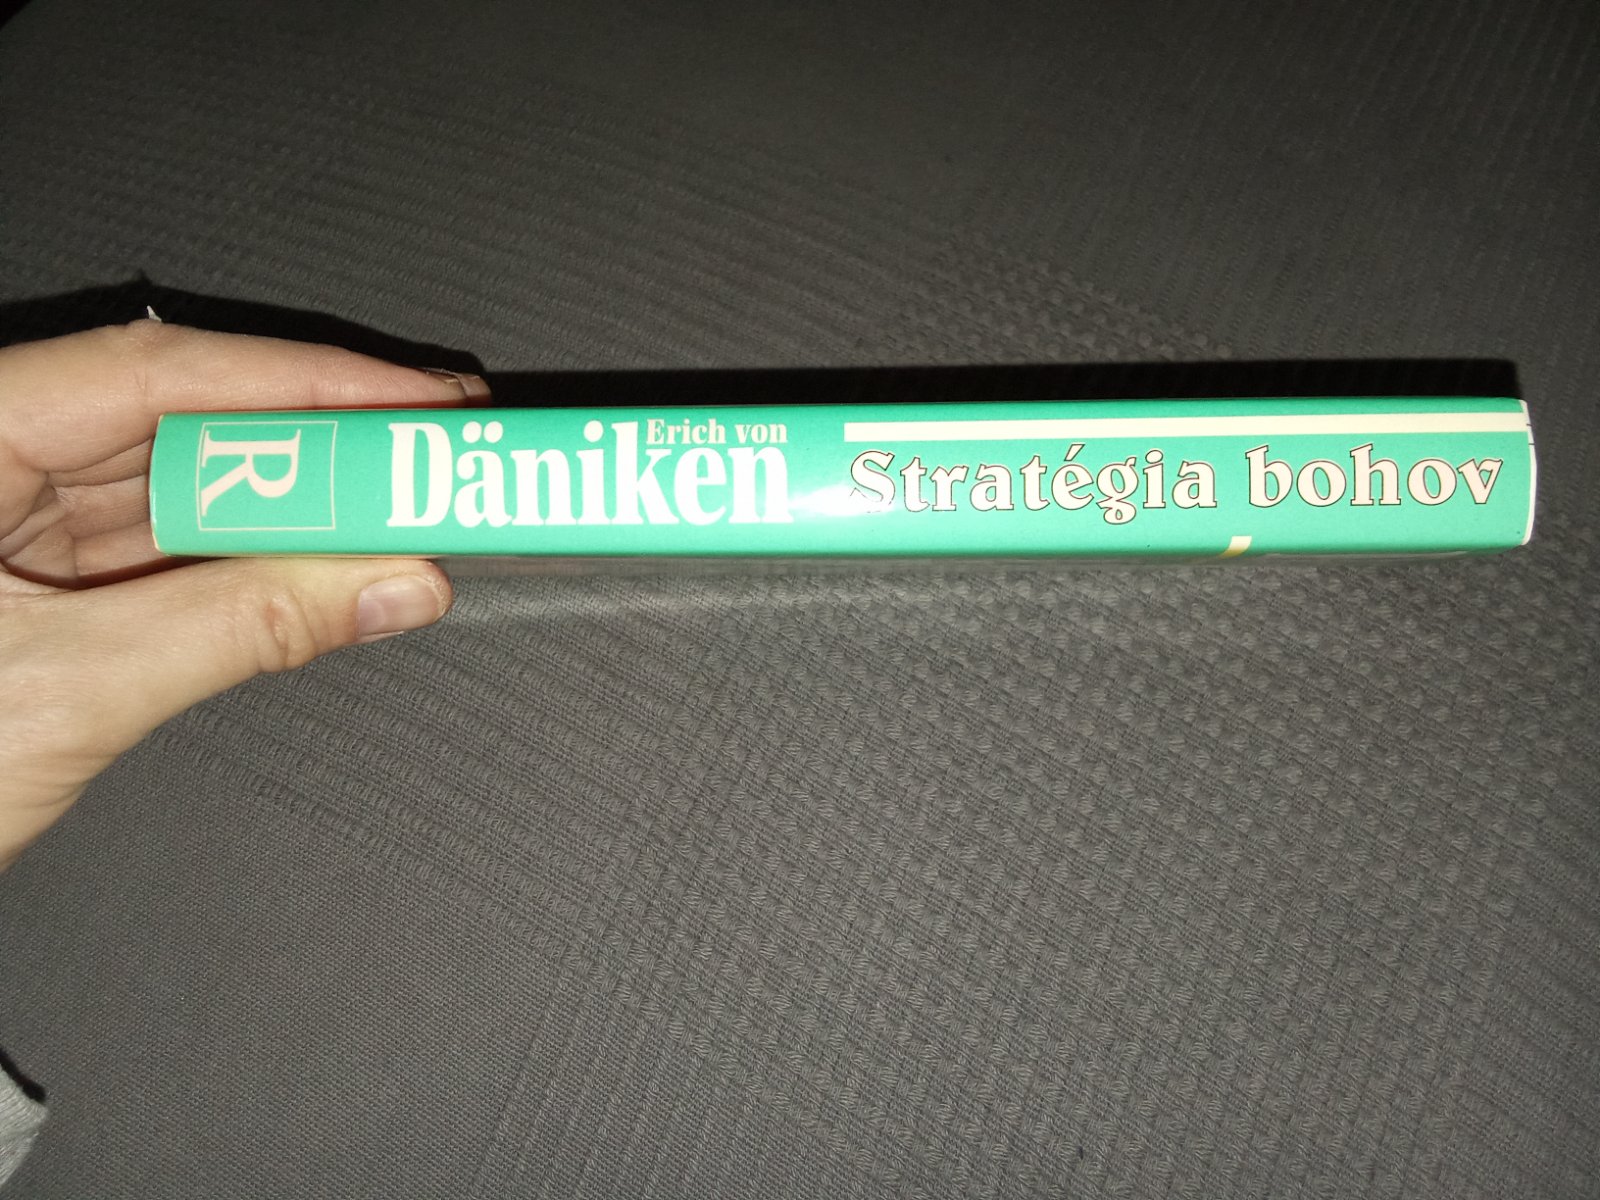 R
Erich von
Däniken
Stratégia bohov